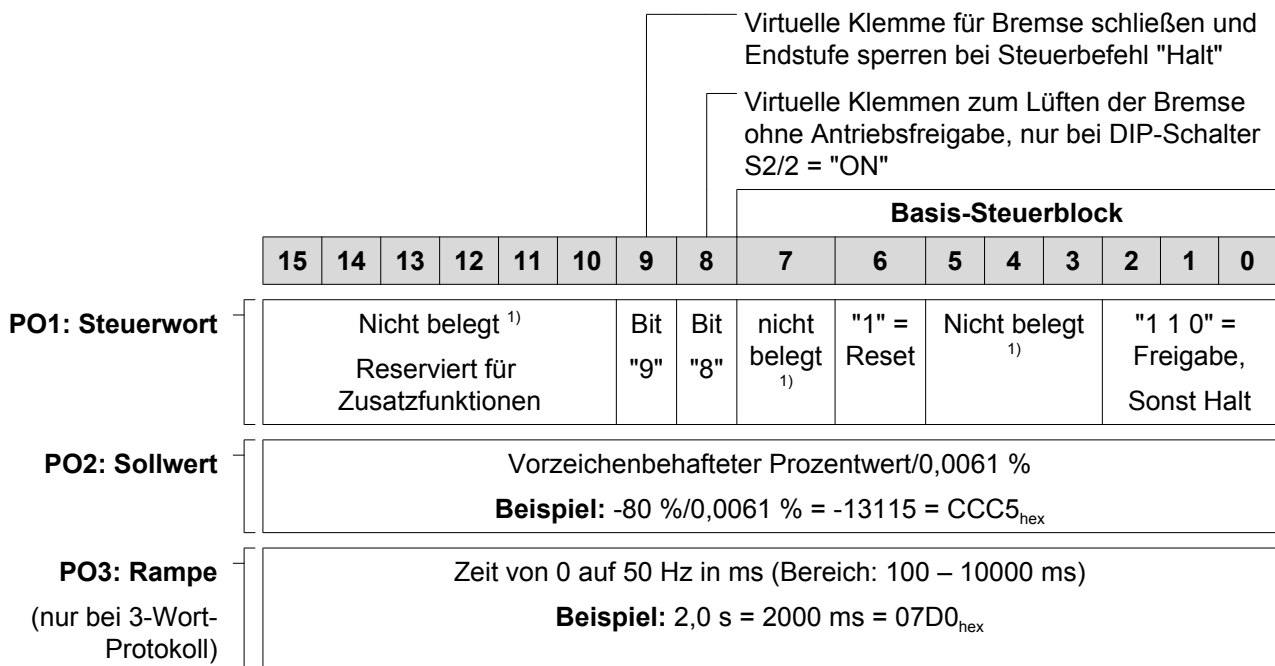 Virtuelle Klemme für Bremse schließen und
Endstufe sperren bei Steuerbefehl "Halt"
Virtuelle Klemmen zum Lüften der Bremse
ohne Antriebsfreigabe, nur bei DIP-Schalter
S2/2 = "ON"
Basis-Steuerblock
15 14 13 12 11 10 9 8 7 6 5 4 3 2 1 0
PO1: Steuerwort
Nicht belegt 1)
Reserviert für
Zusatzfunktionen
Bit
"9"
Bit
"8"
nicht
belegt
1)
"1" =
Reset
Nicht belegt
1)
"1 1 0" =
Freigabe,
Sonst Halt
PO2: Sollwert
Vorzeichenbehafteter Prozentwert/0,0061 %
Beispiel: -80 %/0,0061 % = -13115 = CCC5hex
PO3: Rampe
(nur bei 3-Wort-
Protokoll)
Zeit von 0 auf 50 Hz in ms (Bereich: 100 – 10000 ms)
Beispiel: 2,0 s = 2000 ms = 07D0hex